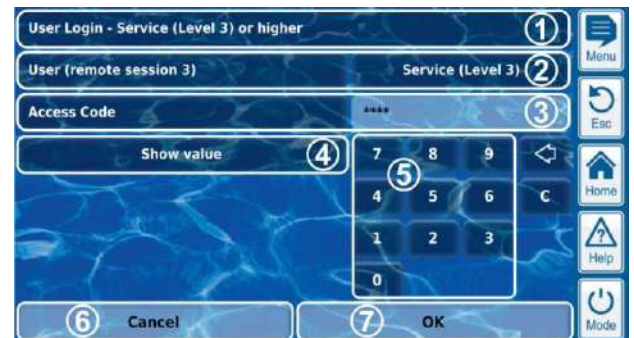 User Login - Service (Level 3) or higher ①
Menu
User (remote session 3) Service (Level 3) ②
Access Code **** ③
Esc
Show value ④
7 8 9
⑤
4 5 6 C
Home
1 2 3
Help
0
⑥ Cancel ⑦ OK
Mode